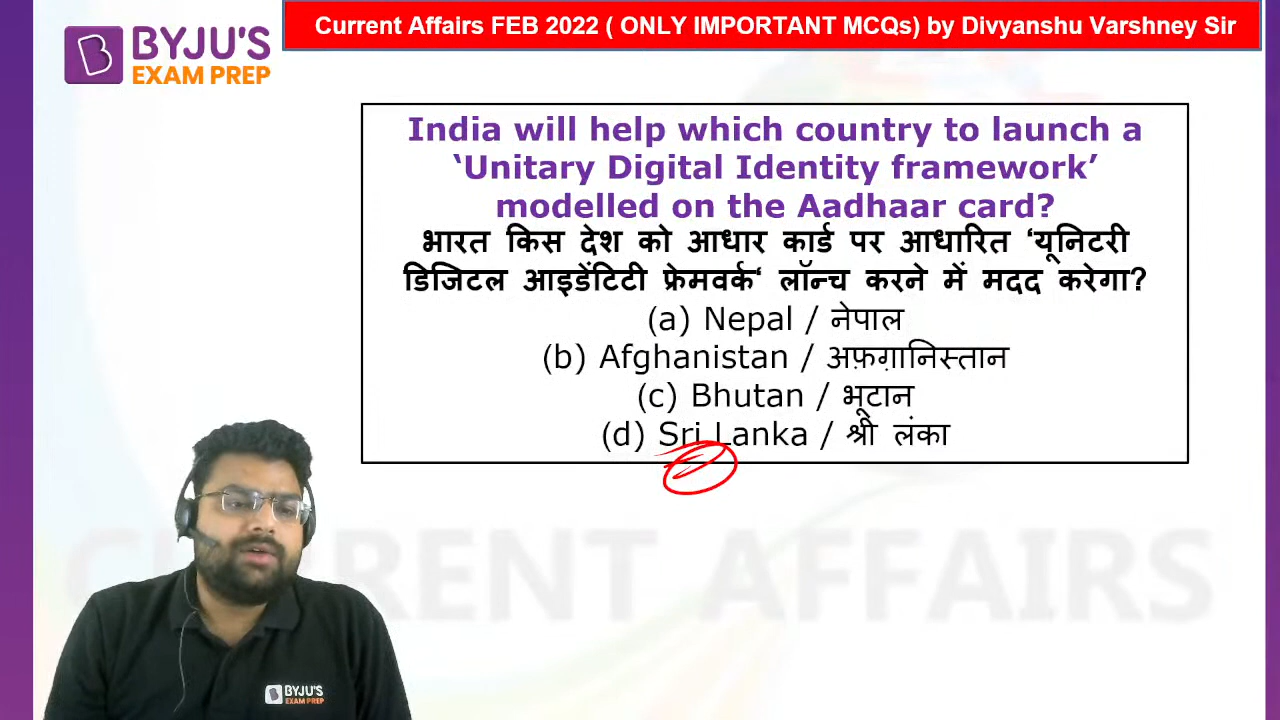 Current Affairs FEB 2022 ( ONLY IMPORTANT MCQs) by Divyanshu Varshney Sir
BYJU'S
EXAM PREP
India will help which country to launch a
‘Unitary Digital Identity framework’
modelled on the Aadhaar card?
भारत किस देश को आधार कार्ड पर आधारित ‘यूनिटरी
डिजिटल आइडेंटिटी फ्रेमवर्क‘ लॉन्च करने में मदद करेगा?
(a) Nepal / नेपाल
(b) Afghanistan / अफ़ग़ानिस्तान
(c) Bhutan / भूटान
(d) Sri Lanka / श्री लंका
CURRENT AFFAIRS
BYJU'S
EXAM PREP